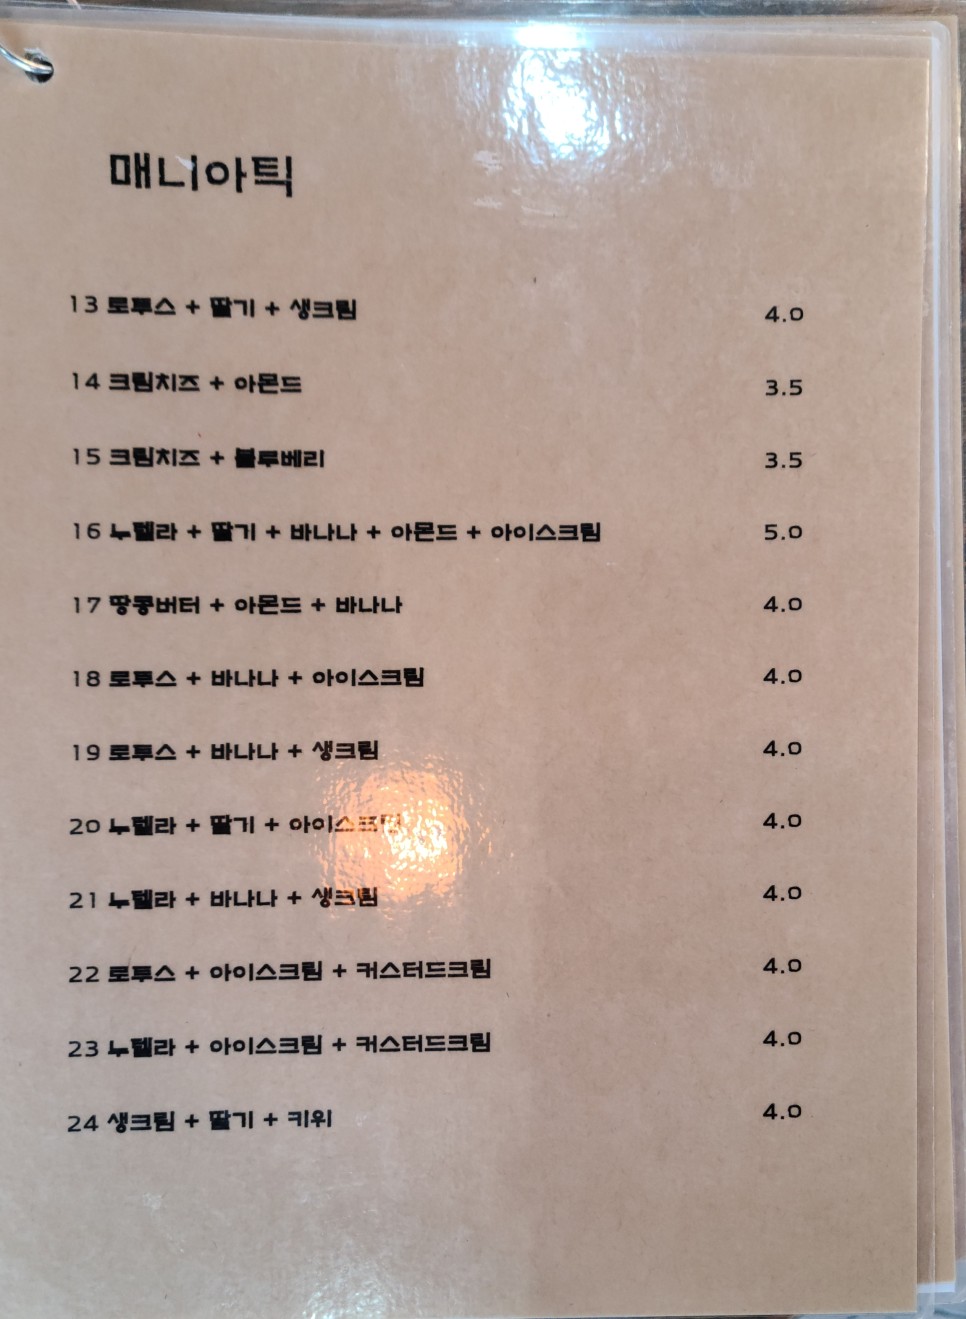 매니아틱
13 로투스 + 딸기 + 생크림 4.0
14 크림치즈 + 아몬드 3.5
15 크림치즈 + 블루베리 3.5
16 누텔라 + 딸기 + 바나나 + 아몬드 + 아이스크림 5.0
17 땅콩버터 + 아몬드 + 바나나 4.0
18 로투스 + 바나나 + 아이스크림 4.0
19 로투스 + 바나나 + 생크림 4.0
20 누텔라 + 딸기 + 아이스크림 4.0
21 누텔라 + 바나나 + 생크림 4.0
22 로투스 + 아이스크림 + 커스터드크림 4.0
23 누텔라 + 아이스크림 + 커스터드크림 4.0
24 생크림 + 딸기 + 키위 4.0